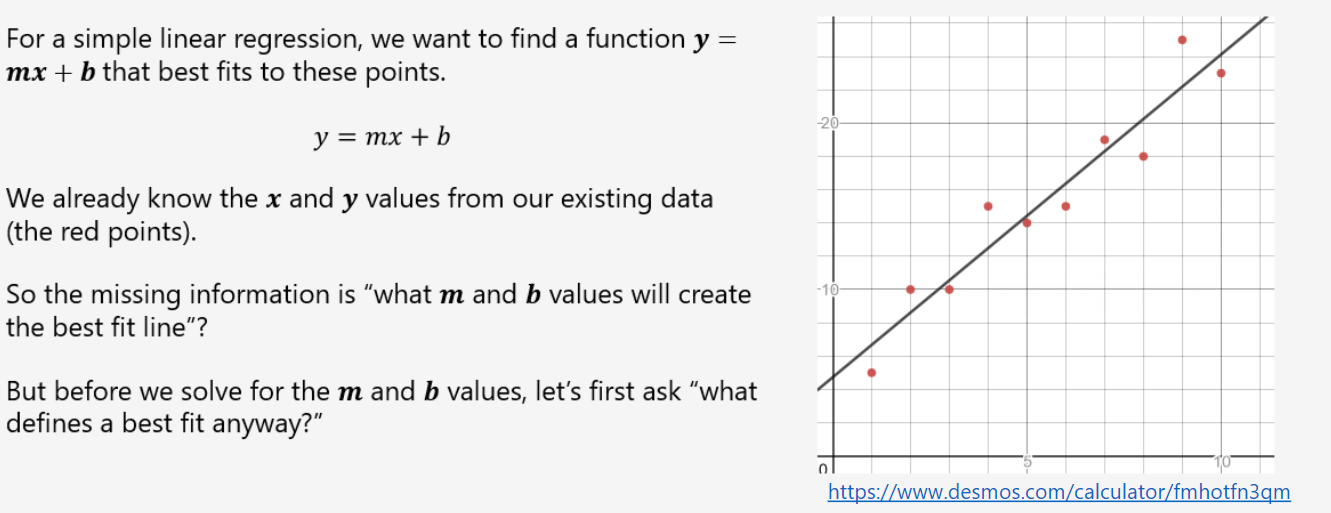 For a simple linear regression, we want to find a function y =
mx + b that best fits to these points.
y = mx + b
We already know the x and y values from our existing data
(the red points).
So the missing information is “what m and b values will create
the best fit line”?
But before we solve for the m and b values, let’s first ask “what
defines a best fit anyway?”
20
10
0
5
10
https://www.desmos.com/calculator/fmhotfn3qm